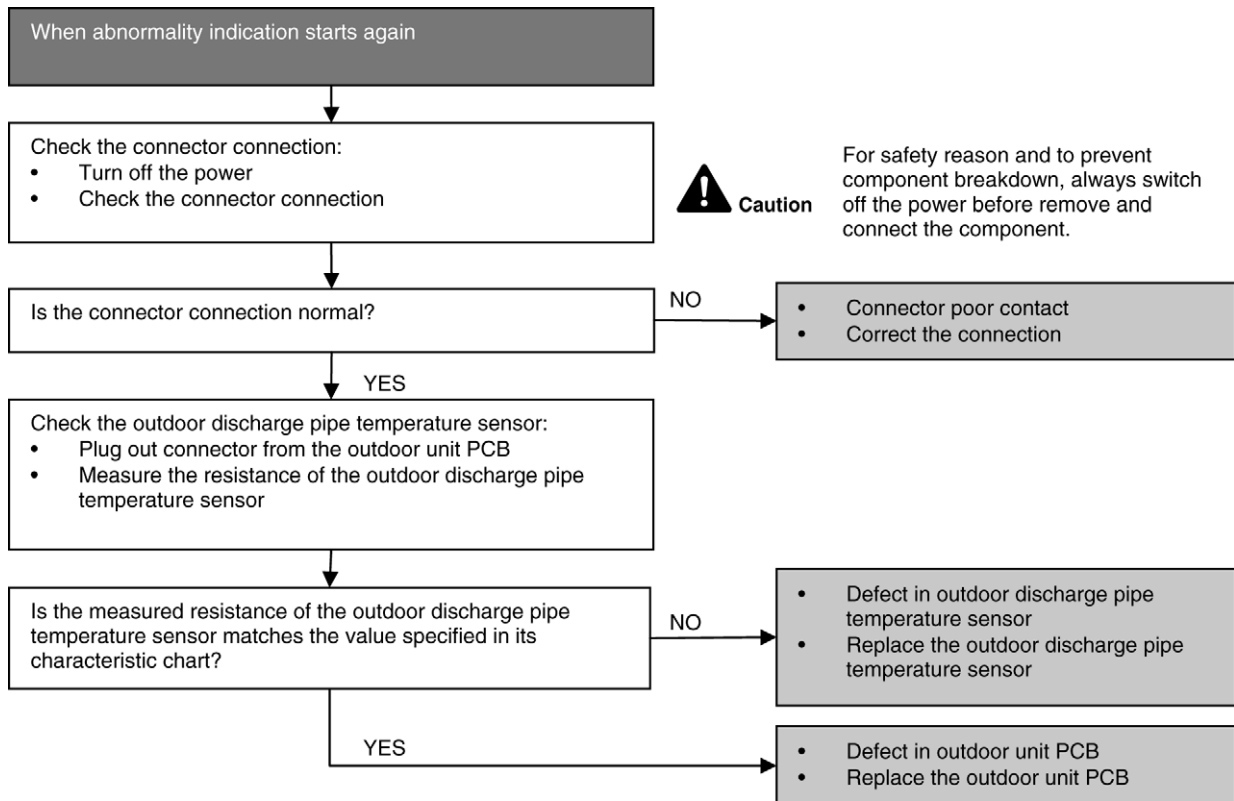 When abnormality indication starts again
Check the connector connection:
• Turn off the power
• Check the connector connection
Caution
For safety reason and to prevent
component breakdown, always switch
off the power before remove and
connect the component.
Is the connector connection normal?
NO
• Connector poor contact
• Correct the connection
YES
Check the outdoor discharge pipe temperature sensor:
• Plug out connector from the outdoor unit PCB
• Measure the resistance of the outdoor discharge pipe
temperature sensor
Is the measured resistance of the outdoor discharge pipe
temperature sensor matches the value specified in its
characteristic chart?
NO
• Defect in outdoor discharge pipe
temperature sensor
• Replace the outdoor discharge pipe
temperature sensor
YES
• Defect in outdoor unit PCB
• Replace the outdoor unit PCB